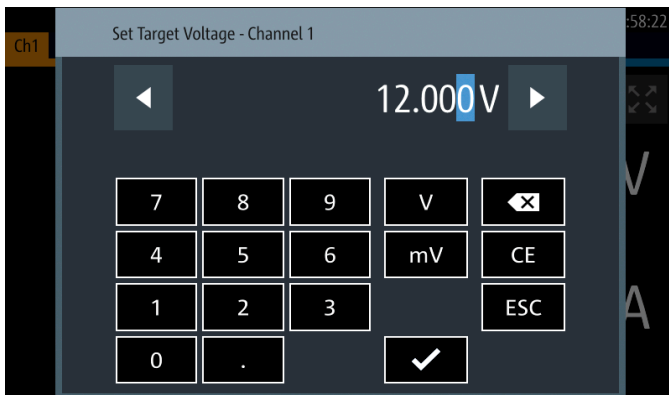 Set Target Voltage - Channel 1
:58:22
Ch1
12.000 V
V
7 8 9 V
4 5 6 mV CE
1 2 3 ESC
A
0 .